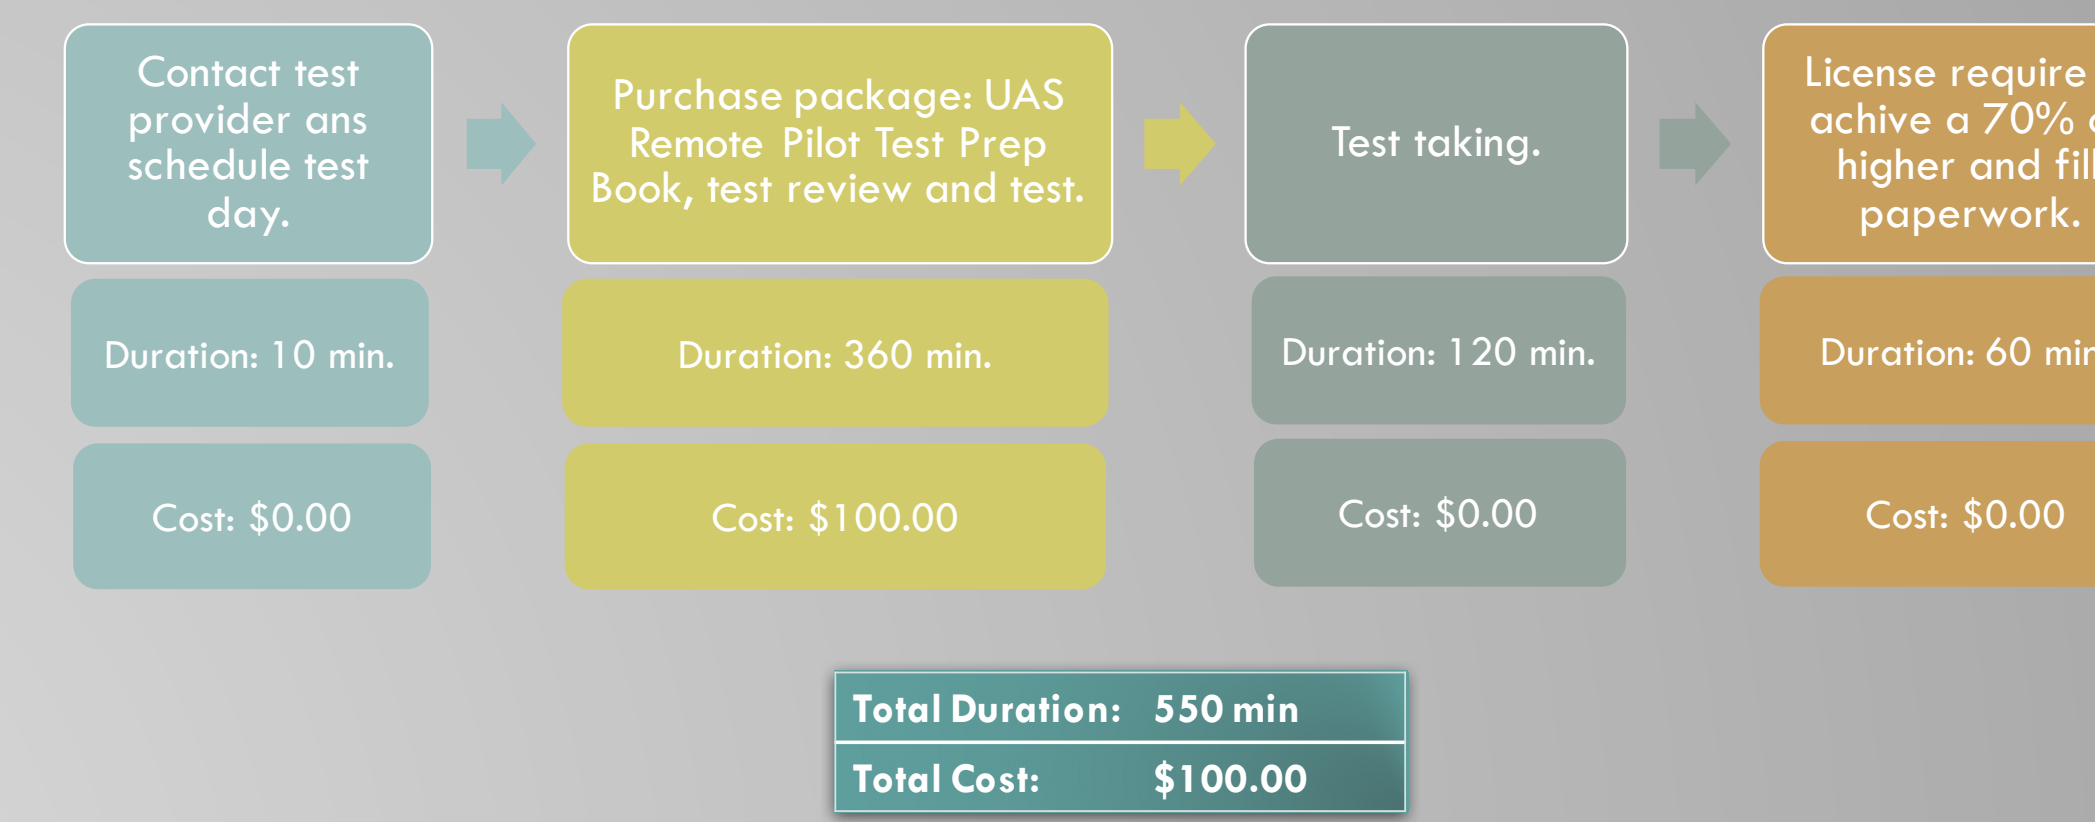 Contact test
provider ans
schedule test
day.
Purchase package: UAS
Remote Pilot Test Prep
Book, test review and test.
Test taking.
License require
achive a 70%
higher and fill
paperwork.
Duration: 10 min.
Duration: 360 min.
Duration: 120 min.
Duration: 60 min
Cost: $0.00
Cost: $100.00
Cost: $0.00
Cost: $0.00
Total Duration: 550 min
Total Cost: $100.00